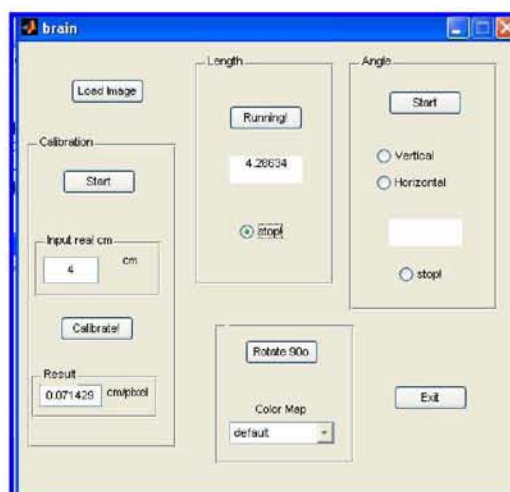 brain
Load Image
Calibration
Start
Input real cm
4
cm
Calibrate!
Result
0.071429
cm/pixel
Length
Running!
4.28634
stop!
Rotate 90o
Color Map
default
Angle
Start
Vertical
Horizontal
stop!
Exit